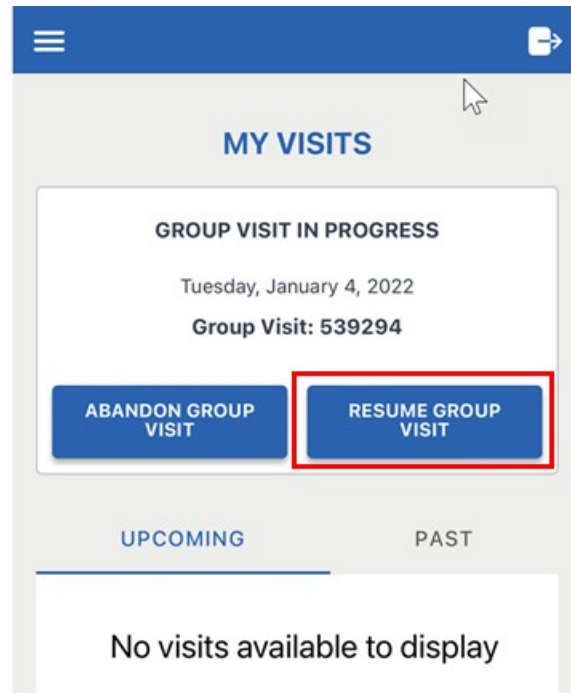 MY VISITS
GROUP VISIT IN PROGRESS
Tuesday, January 4, 2022
Group Visit: 539294
ABANDON GROUP
VISIT
RESUME GROUP
VISIT
UPCOMING
PAST
No visits available to display